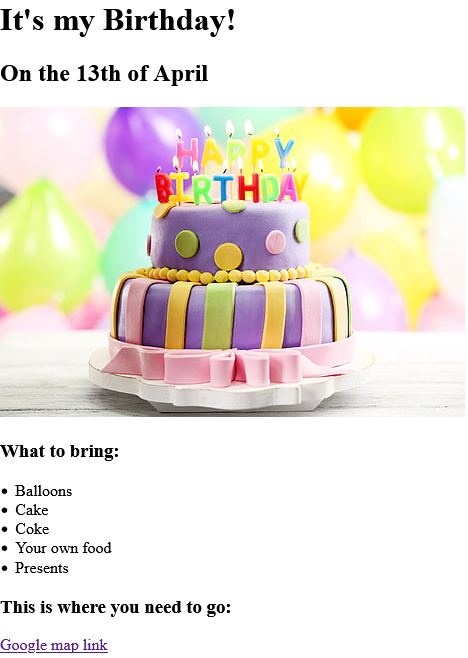 It's my Birthday!
On the 13th of April
HAPPY
BIRTHDAY
What to bring:
Balloons
Cake
Coke
Your own food
Presents
This is where you need to go:
Google map link